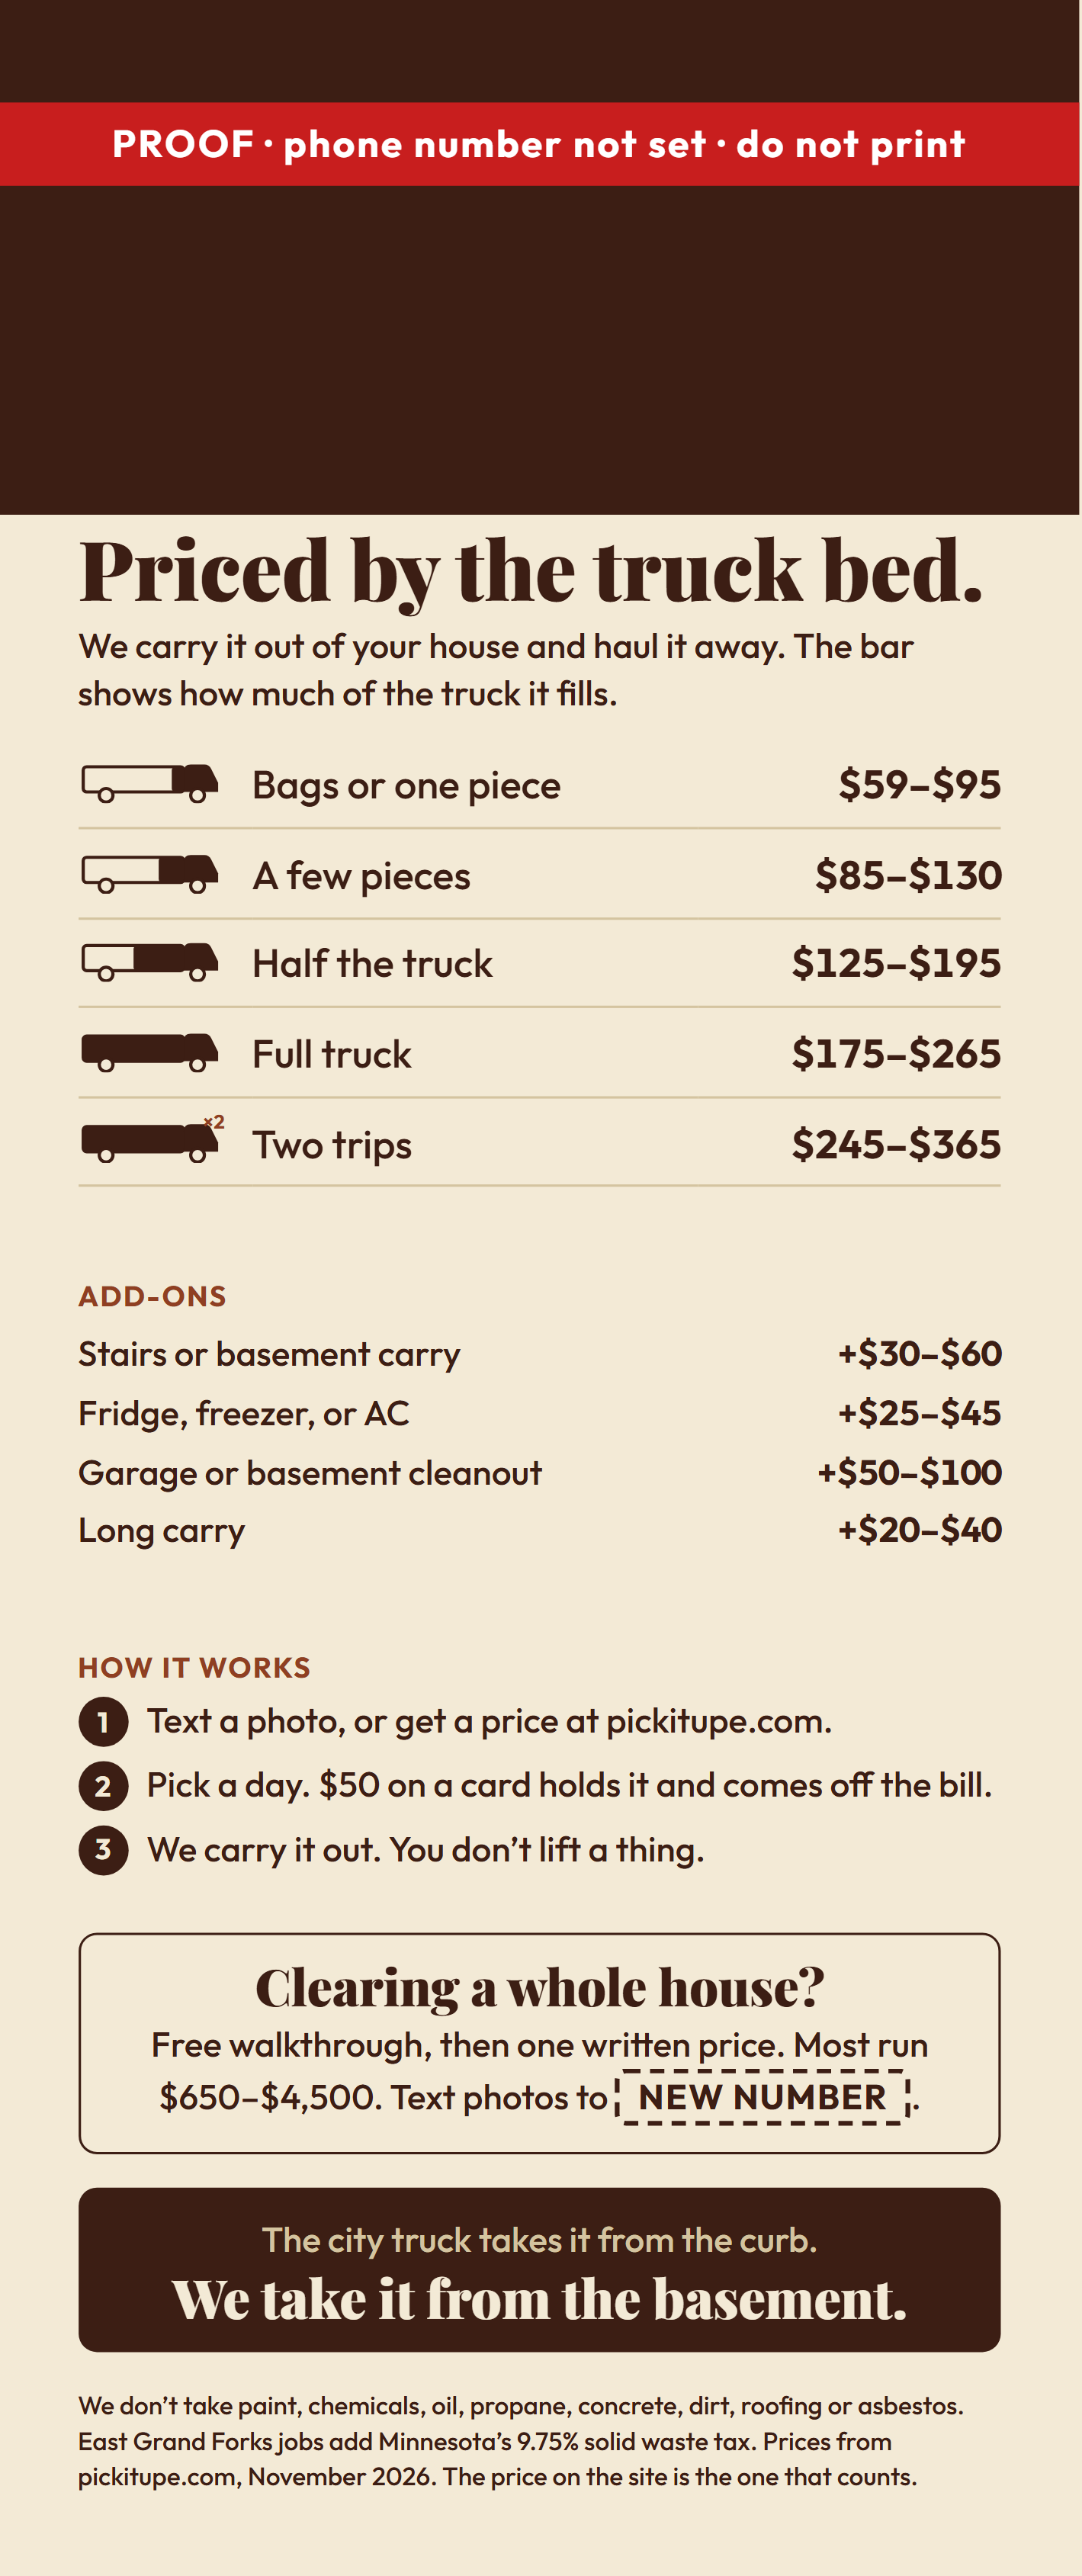 PROOF · phone number not set · do not print
Priced by the truck bed.
We carry it out of your house and haul it away. The bar
shows how much of the truck it fills.
Bags or one piece $59–$95
A few pieces $85–$130
Half the truck $125–$195
Full truck $175–$265
×2 Two trips $245–$365
ADD-ONS
Stairs or basement carry +$30–$60
Fridge, freezer, or AC +$25–$45
Garage or basement cleanout +$50–$100
Long carry +$20–$40
HOW IT WORKS
1 Text a photo, or get a price at pickitupe.com.
2 Pick a day. $50 on a card holds it and comes off the bill.
3 We carry it out. You don’t lift a thing.
Clearing a whole house?
Free walkthrough, then one written price. Most run
$650–$4,500. Text photos to NEW NUMBER.
The city truck takes it from the curb.
We take it from the basement.
We don’t take paint, chemicals, oil, propane, concrete, dirt, roofing or asbestos.
East Grand Forks jobs add Minnesota’s 9.75% solid waste tax. Prices from
pickitupe.com, November 2026. The price on the site is the one that counts.